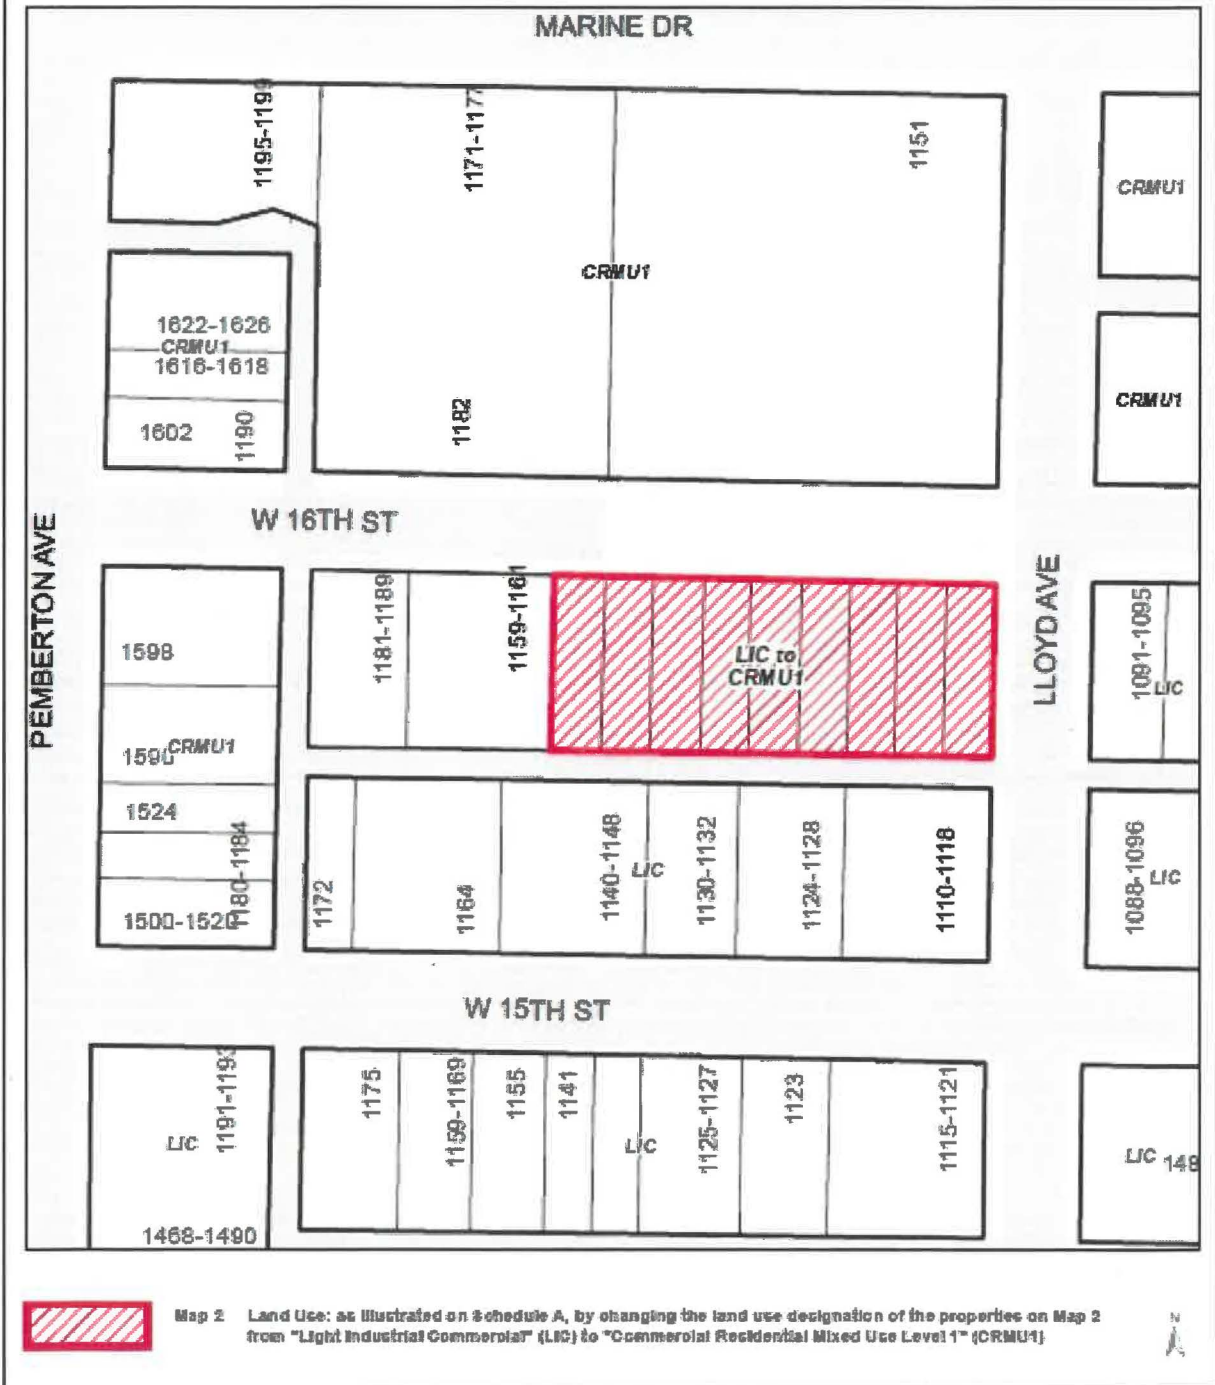 MARINE DR
1195-1199
1171-1177
1151
CRMU1
CRMU1
1622-1626
CRMU1
1616-1618
1602
1190
1182
CRMU1
W 16TH ST
PEMBERTON AVE
LLOYD AVE
1598
1181-1189
1159-1161
LIC to
CRMU1
1091-1095
LIC
1590
CRMU1
1524
1180-1184
1500-1520
1172
1164
1140-1148
LIC
1130-1132
1124-1128
1110-1118
1088-1096
LIC
W 15TH ST
1191-1193
LIC
1468-1490
1175
1159-1169
1155
1141
LIC
1125-1127
1123
1115-1121
LIC
148
Map 2 Land Use: as illustrated on Schedule A, by changing the land use designation of the properties on Map 2
from "Light Industrial Commercial" (LIC) to "Commercial Residential Mixed Use Level 1" (CRMU1)
N